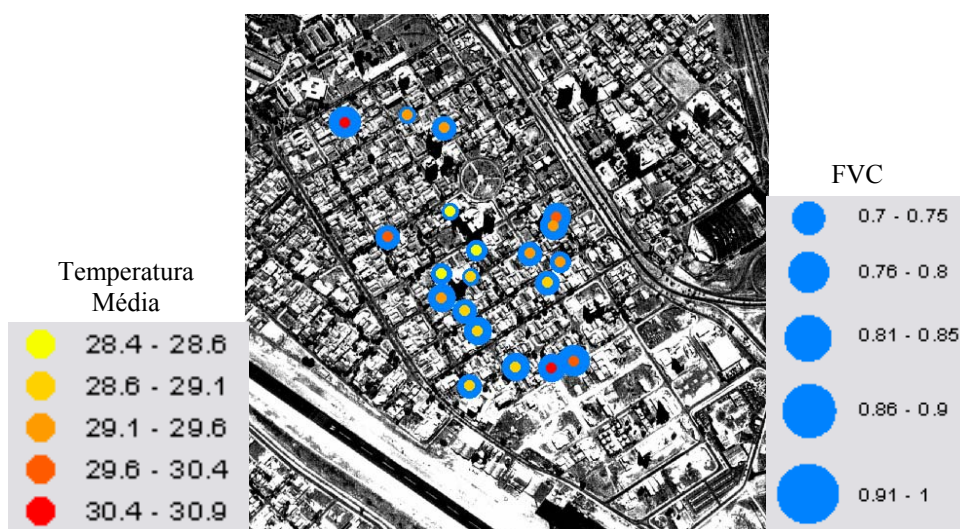 Temperatura
Média
28.4 - 28.6
28.6 - 29.1
29.1 - 29.6
29.6 - 30.4
30.4 - 30.9
FVC
0.7 - 0.75
0.76 - 0.8
0.81 - 0.85
0.86 - 0.9
0.91 - 1